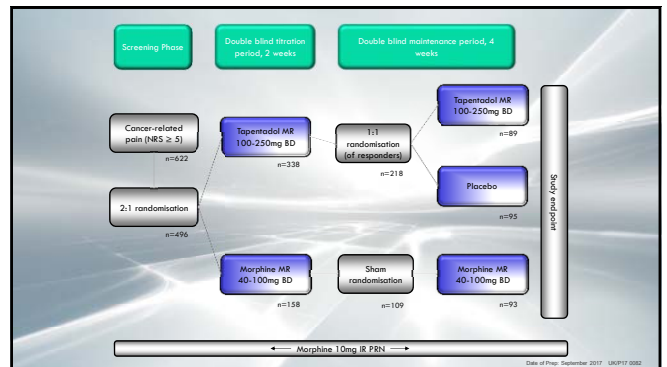 Screening Phase
Double blind titration
period, 2 weeks
Double blind maintenance period, 4
weeks
Cancer-related
pain (NRS ≥ 5)
n=622
2:1 randomisation
n=496
Tapentadol MR
100-250mg BD
n=338
1:1
randomisation
(of responders)
n=218
Tapentadol MR
100-250mg BD
n=89
Placebo
n=95
Morphine MR
40-100mg BD
n=158
Sham
randomisation
n=109
Morphine MR
40-100mg BD
n=93
Study end point
← Morphine 10mg IR PRN →
Date of Prep: September 2017 UK/P17 0082